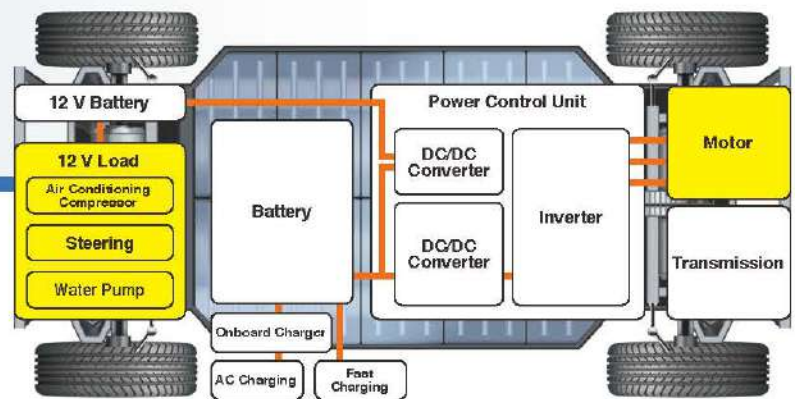 12 V Battery
12 V Load
Air Conditioning
Compressor
Steering
Water Pump
Battery
Onboard Charger
AC Charging
Fast
Charging
Power Control Unit
DC/DC
Converter
DC/DC
Converter
Inverter
Motor
Transmission